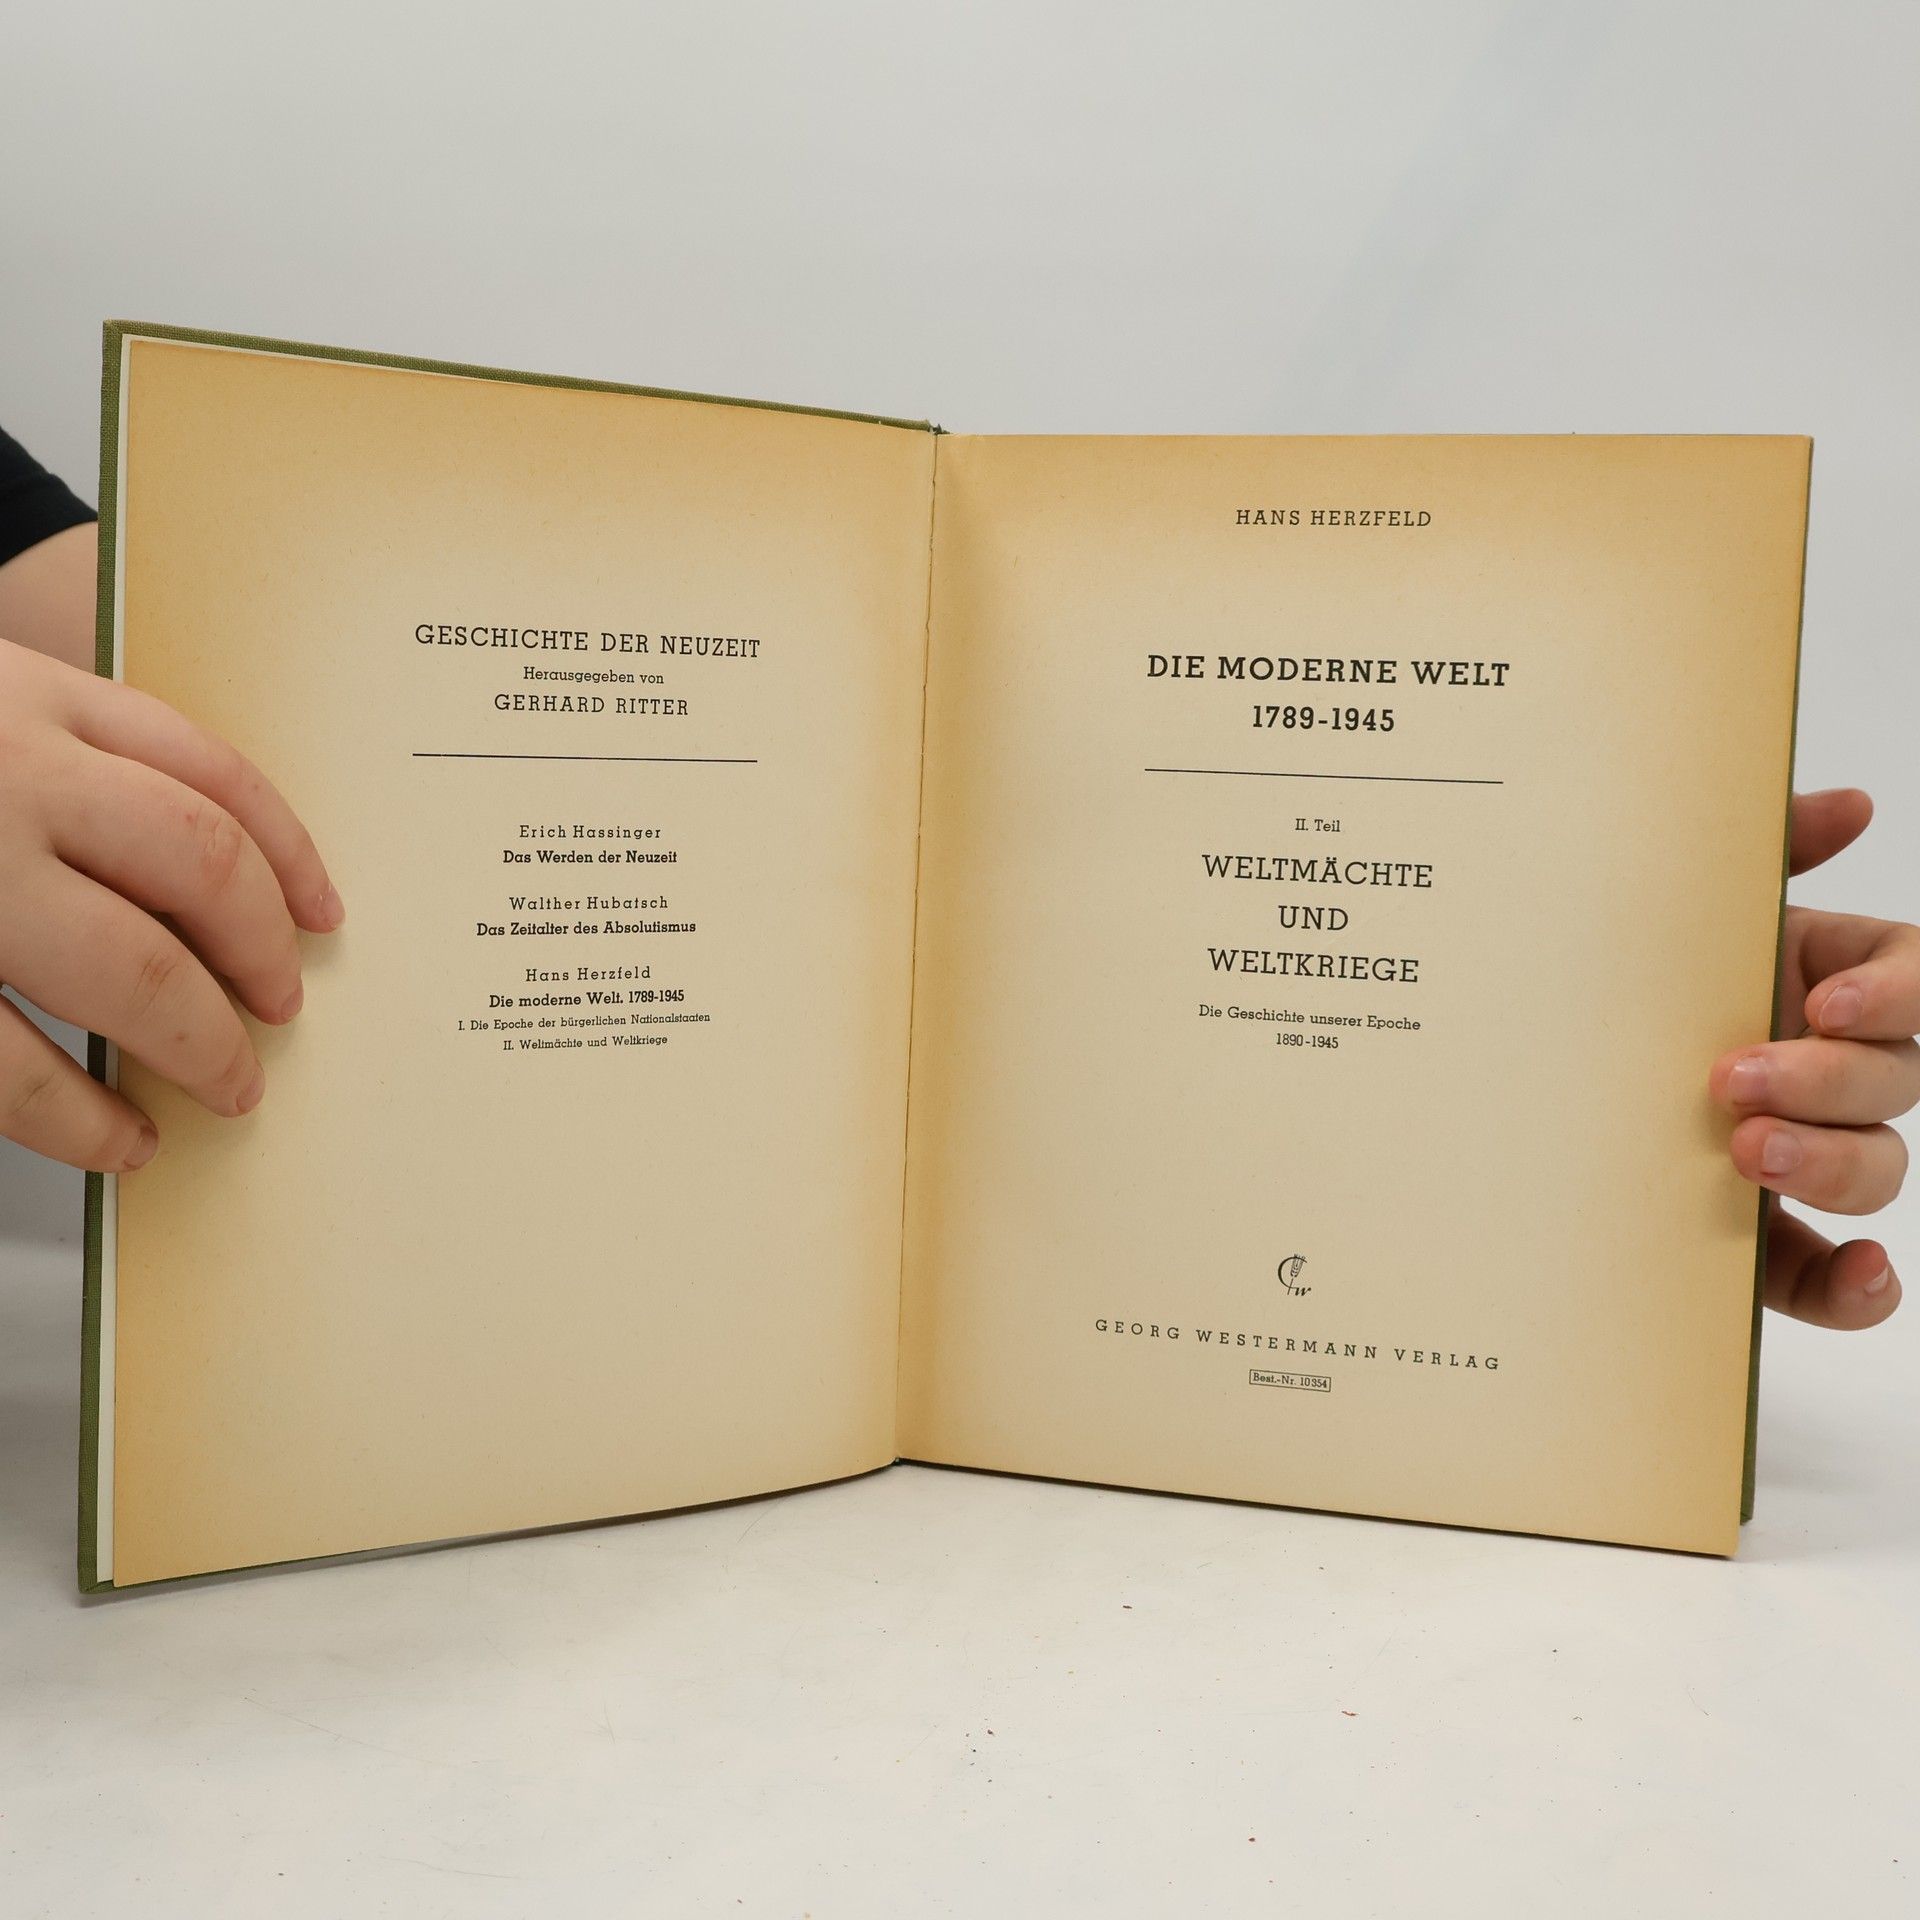 GESCHICHTE DER NEUZEIT
Herausgegeben von
GERHARD RITTER
Erich Hassinger
Das Werden der Neuzeit
Walther Hubatsch
Das Zeitalter des Absolutismus
Hans Herzfeld
Die moderne Welt. 1789-1945
I. Die Epoche der bürgerlichen Nationalstaaten
II. Weltmächte und Weltkriege
HANS HERZFELD
DIE MODERNE WELT
1789-1945
II. Teil
WELTMÄCHTE
UND
WELTKRIEGE
Die Geschichte unserer Epoche
1890-1945
GEORG WESTERMANN VERLAG
Best.-Nr. 10354